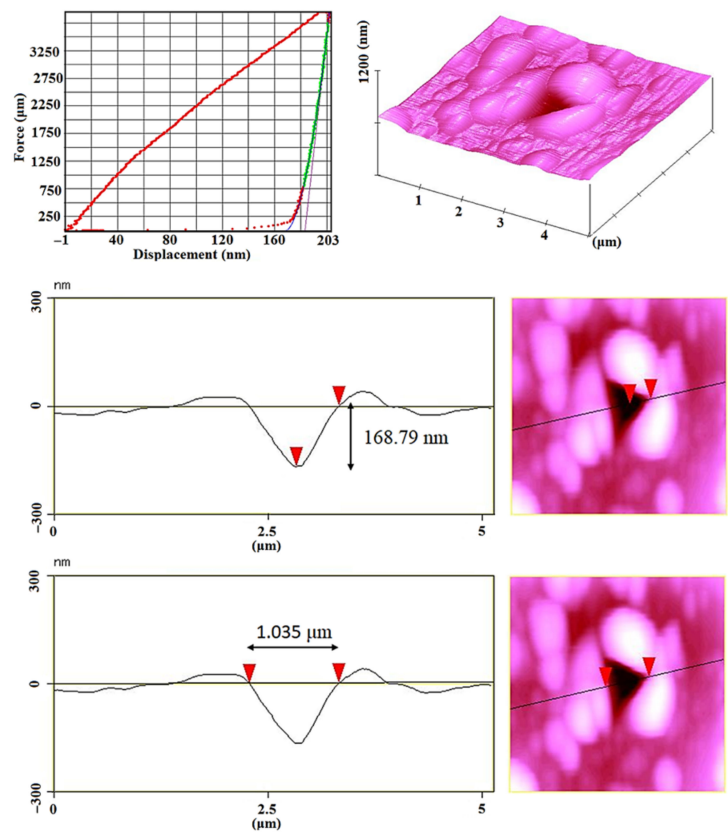 3250
2750
2250
1750
1250
750
250
Force (µm)
−1 40 80 120 160 203
Displacement (nm)
1200 (nm)
1 2 3 4 (µm)
nm
300
0
−300
168.79 nm
0 2.5 5
(µm)
nm
300
0
−300
1.035 µm
0 2.5 5
(µm)